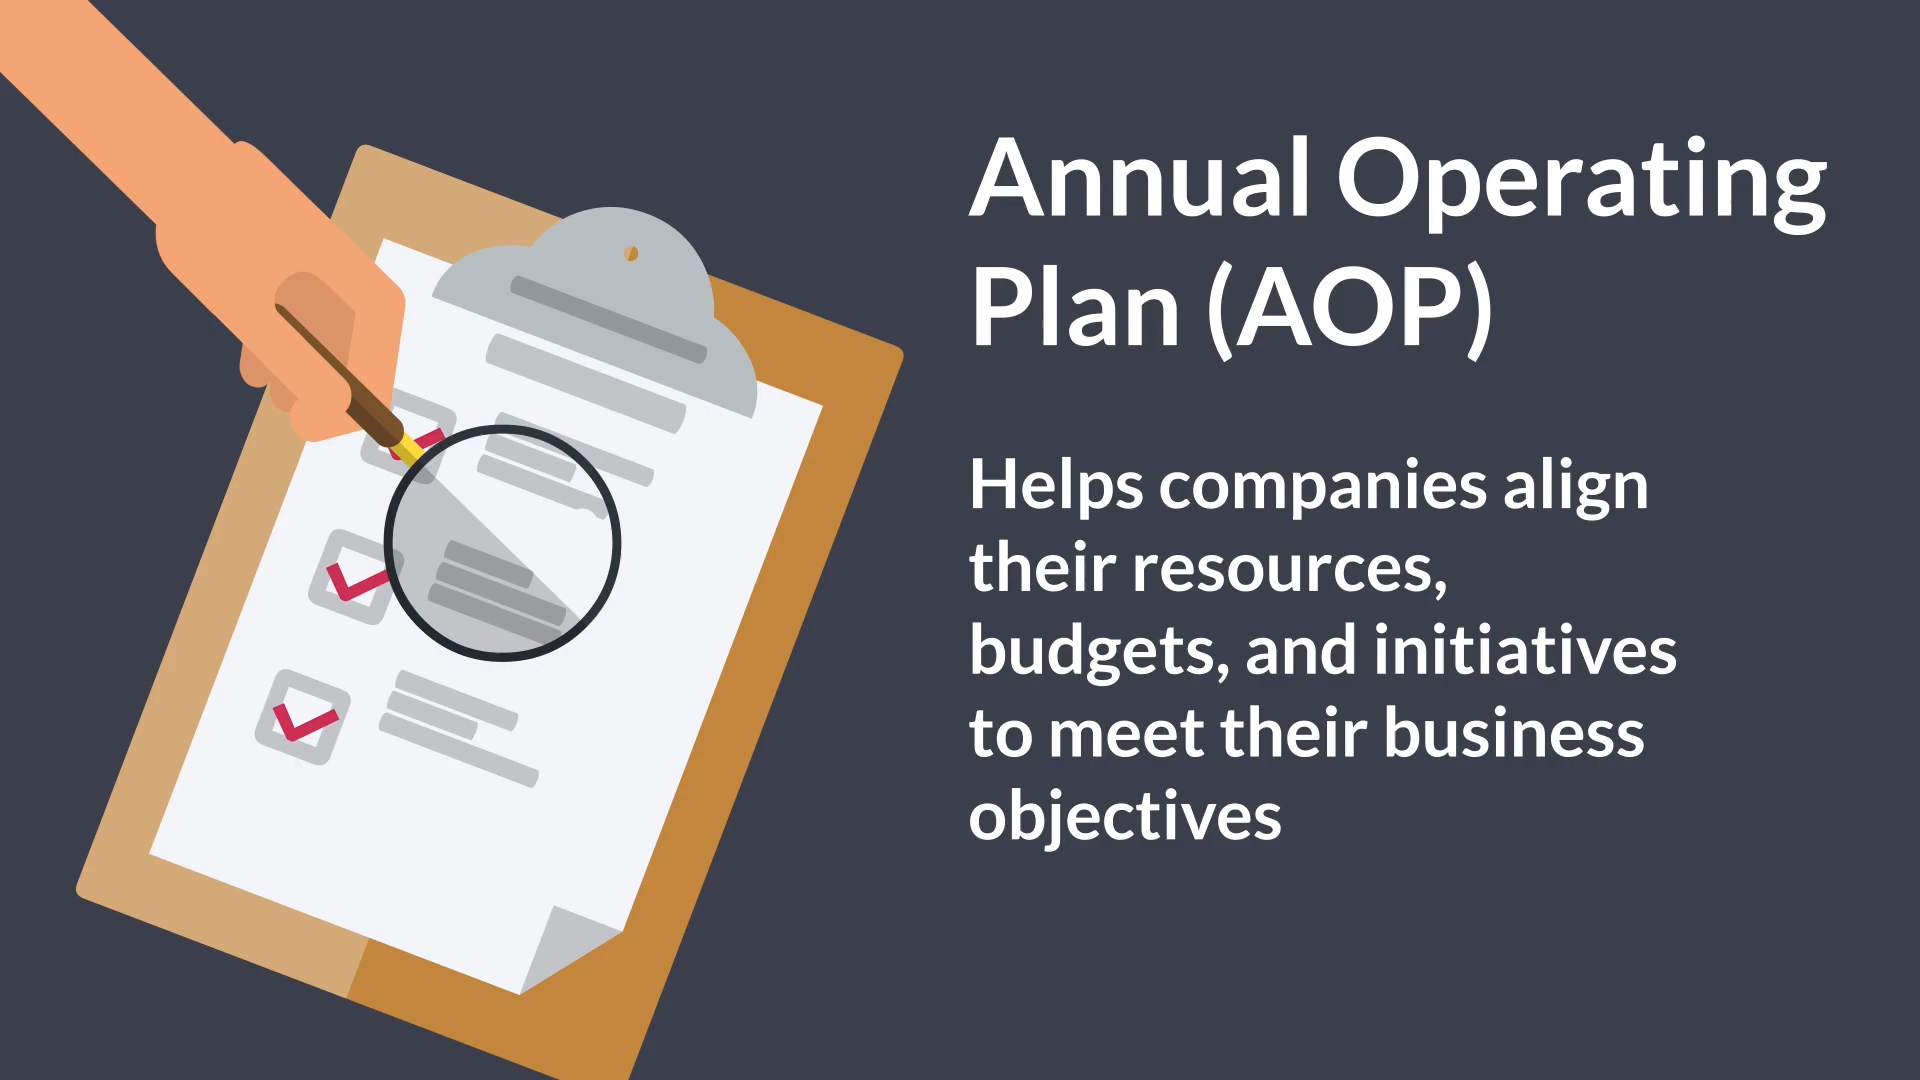 Annual Operating
Plan (AOP)
Helps companies align
their resources,
budgets, and initiatives
to meet their business
objectives